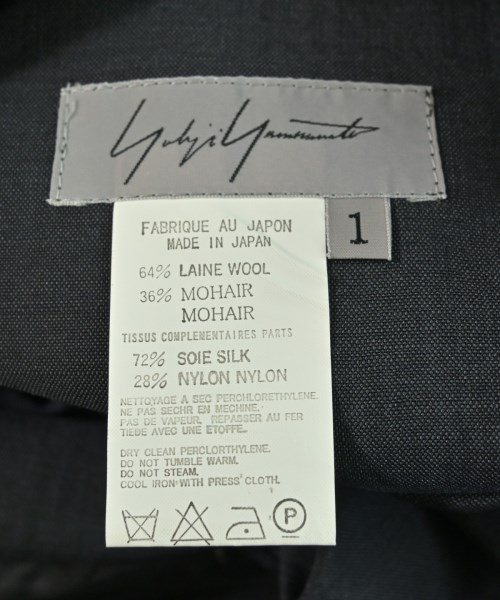 Yohji Yamamoto
1
FABRIQUE AU JAPON
MADE IN JAPAN
64% LAINE WOOL
36% MOHAIR
MOHAIR
TISSUS COMPLEMENTAIRES PARTS
72% SOIE SILK
28% NYLON NYLON
NETTOYAGE A SEC PERCHLORETHYLENE.
NE PAS SECHR EN MECHINE.
PAS DE VAPEUR. REPASSER AU FER
TIEDE AVEC UNE ETOFFE.
DRY CLEAN PERCLORTHYLENE.
DO NOT TUMBLE WARM.
DO NOT STEAM.
COOL IRON WITH PRESS CLOTH.
P